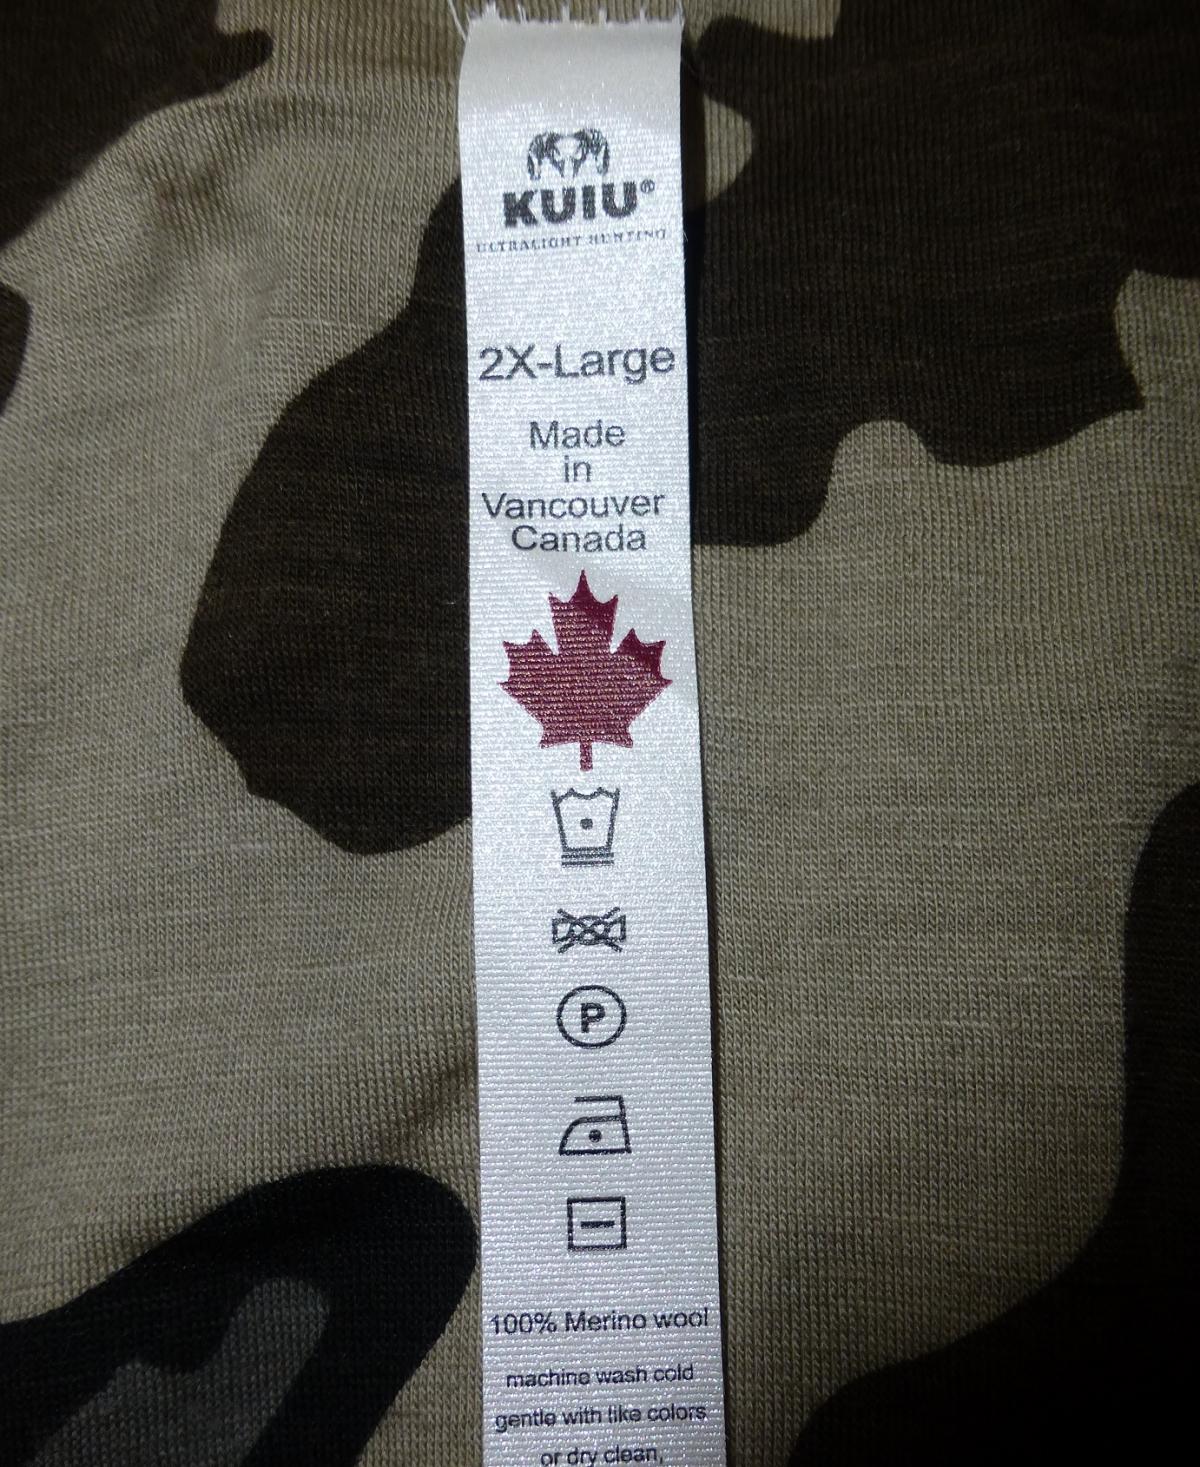 KUIU®
ULTRALIGHT HUNTING
2X-Large
Made
in
Vancouver
Canada
P
100% Merino wool
machine wash cold
gentle with like colors
or dry clean,